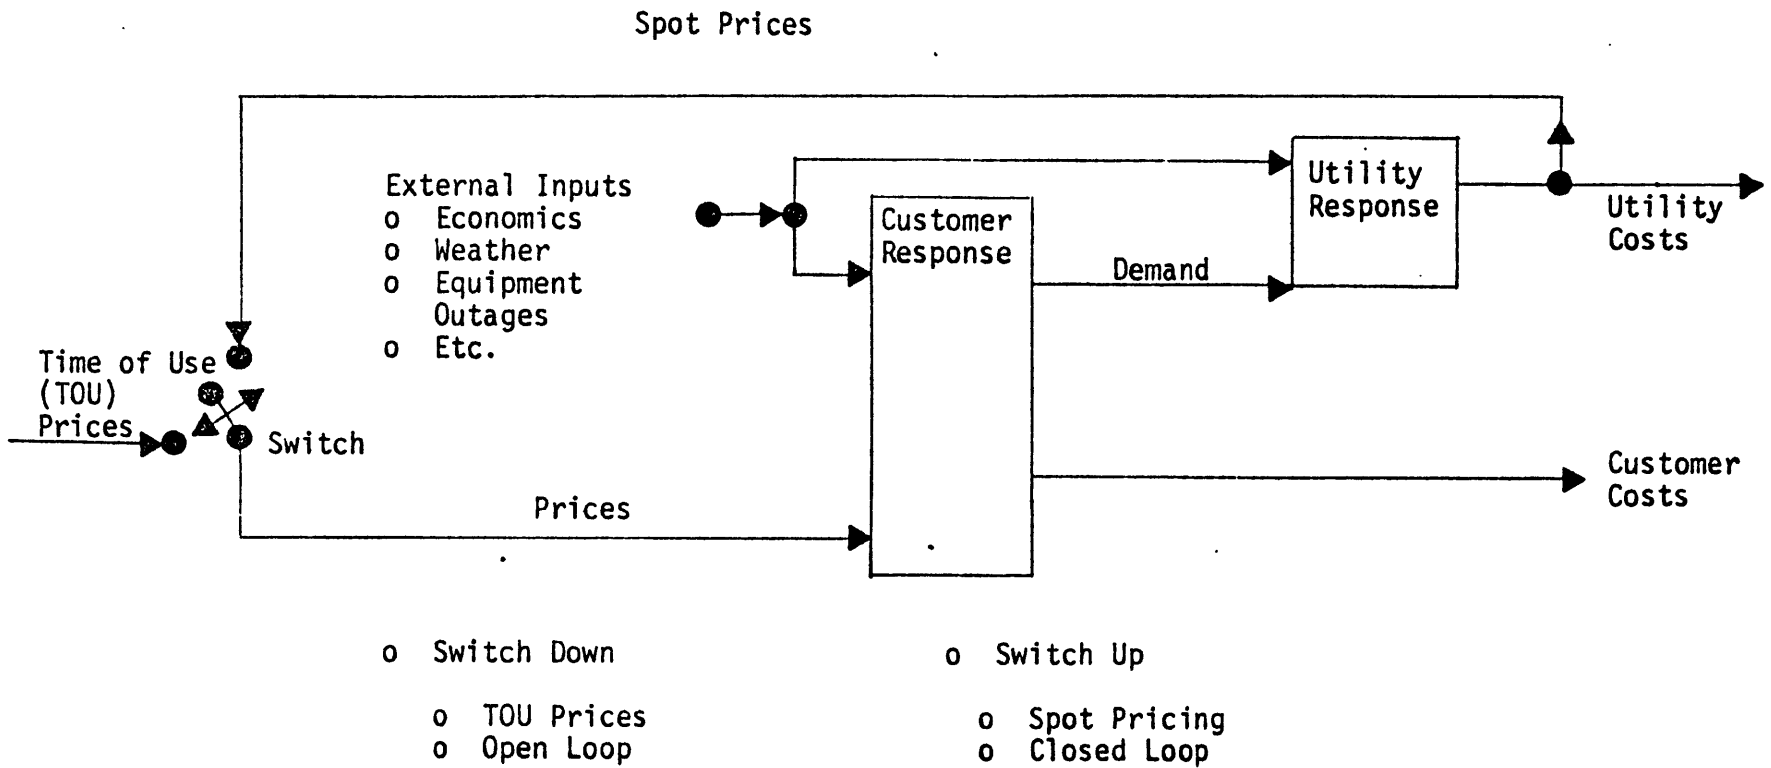 Spot Prices
External Inputs
o Economics
o Weather
o Equipment
Outages
o Etc.
Customer
Response
Utility
Response
Utility
Costs
Demand
Time of Use
(TOU)
Prices
Switch
Customer
Costs
Prices
o Switch Down
o TOU Prices
o Open Loop
o Switch Up
o Spot Pricing
o Closed Loop